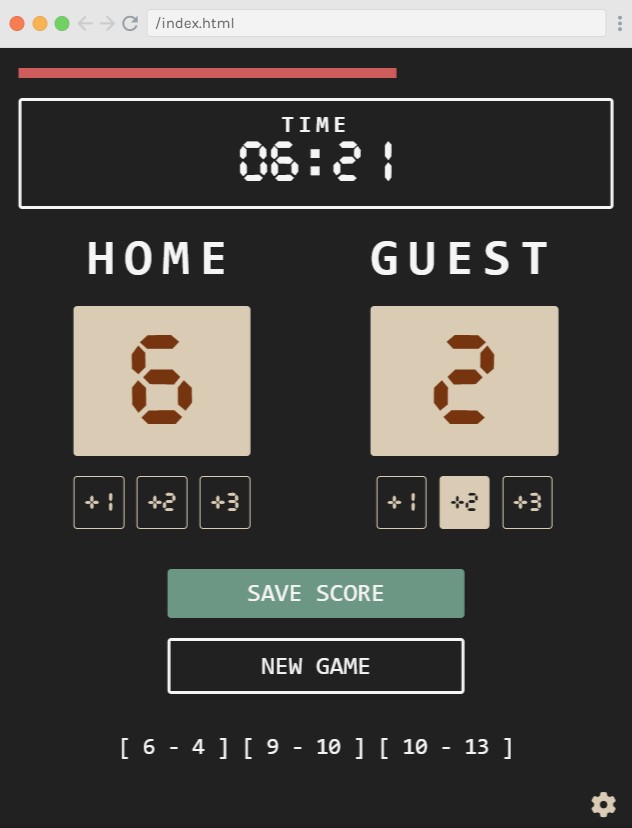 /index.html
TIME
06:21
HOME GUEST
6 2
+1 +2 +3 +1 +2 +3
SAVE SCORE
NEW GAME
[ 6 - 4 ] [ 9 - 10 ] [ 10 - 13 ]